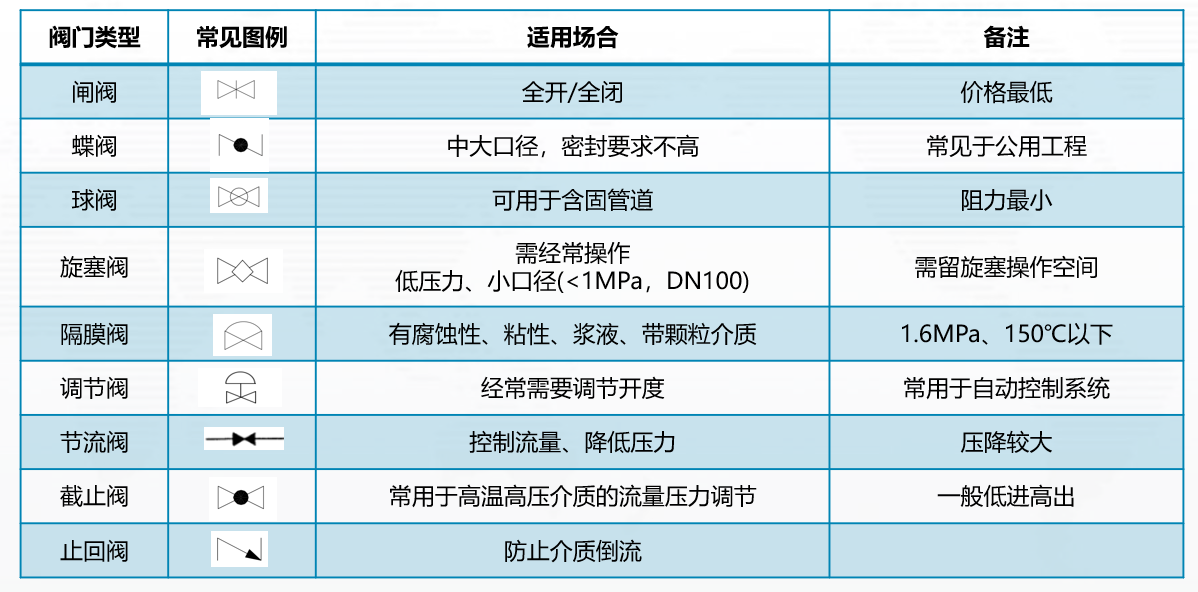 阀门类型 常见图例 适用场合 备注
闸阀 全开/全闭 价格最低
蝶阀 中大口径，密封要求不高 常见于公用工程
球阀 可用于含固管道 阻力最小
旋塞阀 需经常操作 需留旋塞操作空间
低压力、小口径(<1MPa，DN100)
隔膜阀 有腐蚀性、粘性、浆液、带颗粒介质 1.6MPa、150℃以下
调节阀 经常需要调节开度 常用于自动控制系统
节流阀 控制流量、降低压力 压降较大
截止阀 常用于高温高压介质的流量压力调节 一般低进高出
止回阀 防止介质倒流